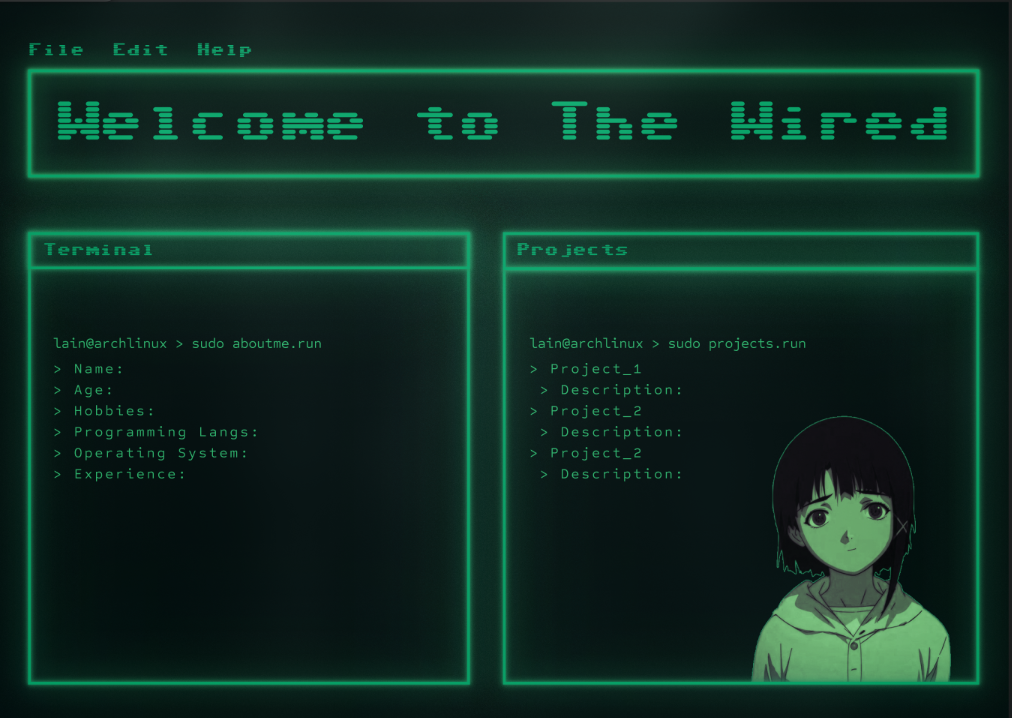 File Edit Help
Welcome to The Wired
Terminal
lain@archlinux > sudo aboutme.run
> Name:
> Age:
> Hobbies:
> Programming Langs:
> Operating System:
> Experience:
Projects
lain@archlinux > sudo projects.run
> Project_1
> Description:
> Project_2
> Description:
> Project_2
> Description: